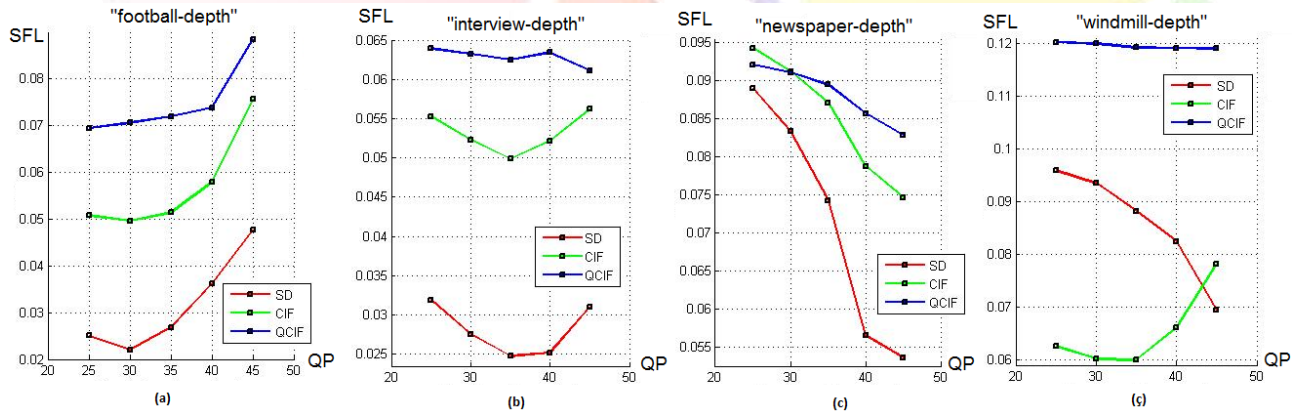 "football-depth"
SFL
0.08
0.07
0.06
0.05
0.04
0.03
0.02
20 25 30 35 40 45 50
QP
SD
CIF
QCIF
(a)
"interview-depth"
SFL
0.065
0.06
0.055
0.05
0.045
0.04
0.035
0.03
0.025
20 30 40 50
QP
SD
CIF
QCIF
(b)
"newspaper-depth"
SFL
0.095
0.09
0.085
0.08
0.075
0.07
0.065
0.06
0.055
20 30 40 50
QP
SD
CIF
QCIF
(c)
"windmill-depth"
SFL
0.12
0.11
0.1
0.09
0.08
0.07
0.06
20 30 40 50
QP
SD
CIF
QCIF
(ç)